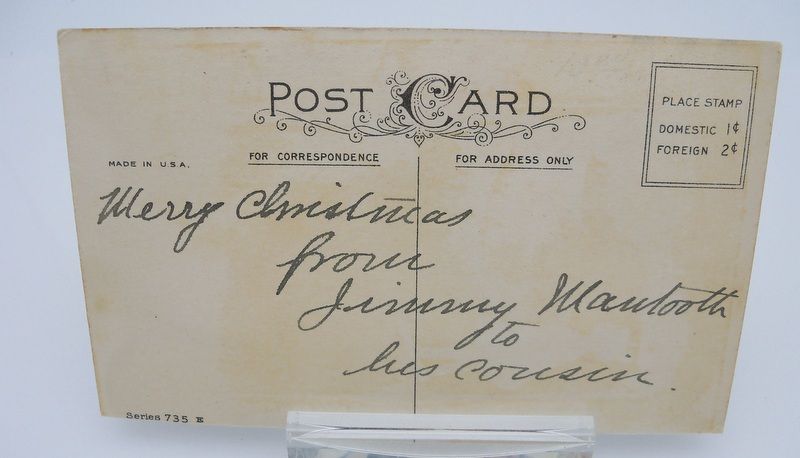 POST CARD
PLACE STAMP
DOMESTIC 1¢
FOREIGN 2¢
MADE IN U.S.A.
FOR CORRESPONDENCE
FOR ADDRESS ONLY
Merry Christmas
from
Jimmy Mantooth
to
his cousin.
Series 735 E